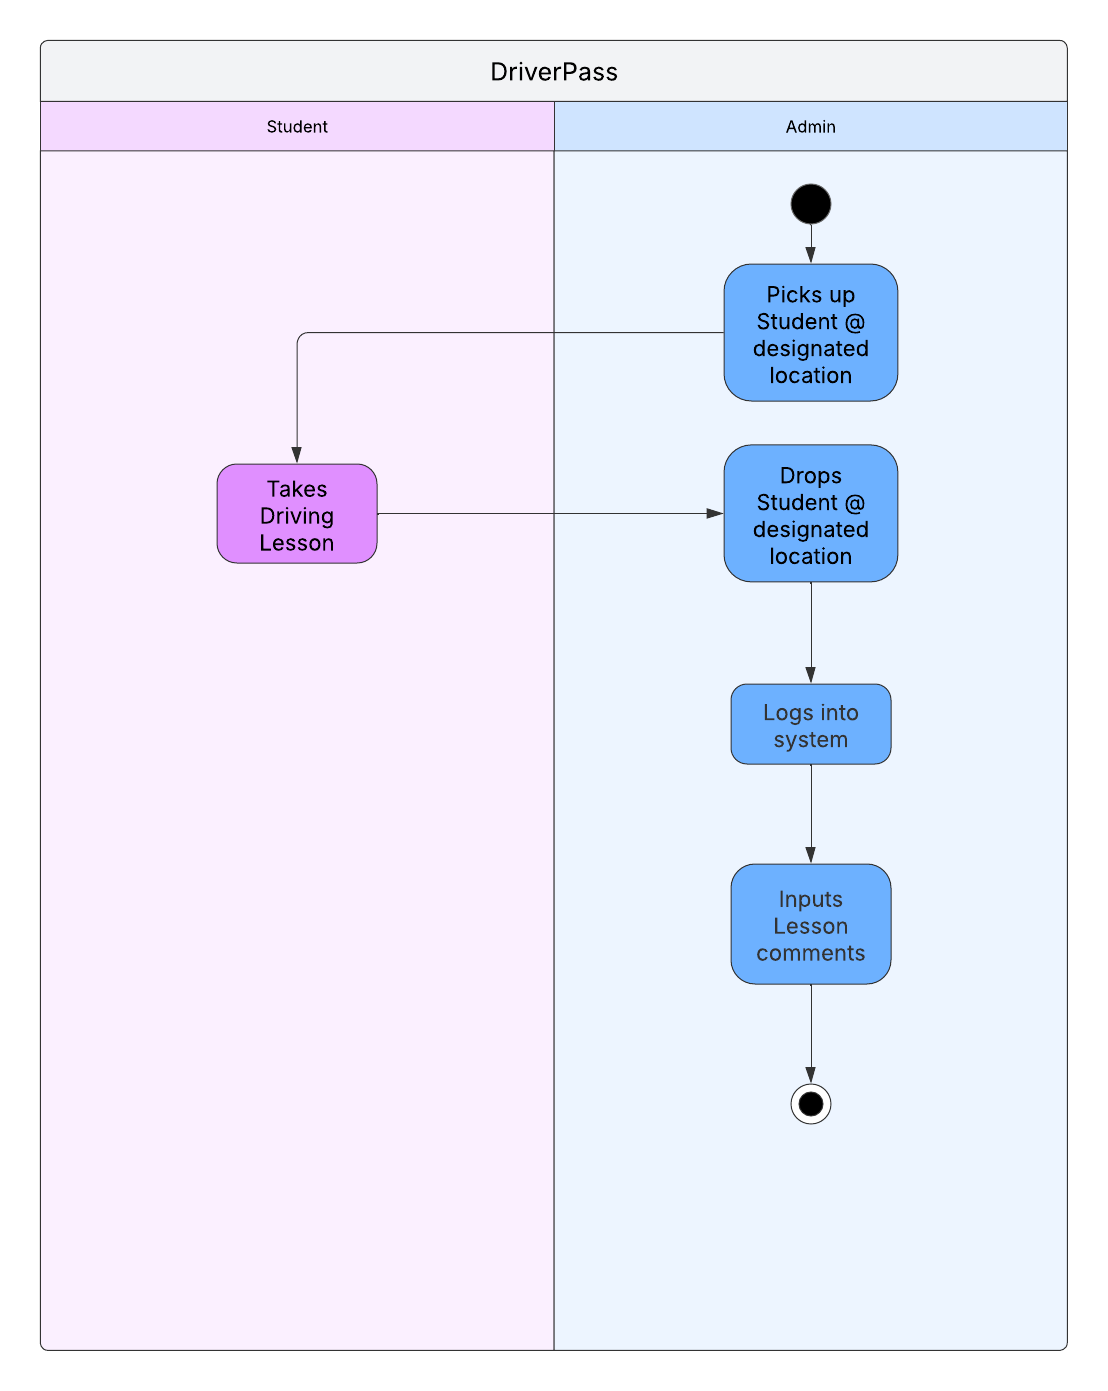 DriverPass
Student
Admin
Picks up
Student @
designated
location
Takes
Driving
Lesson
Drops
Student @
designated
location
Logs into
system
Inputs
Lesson
comments